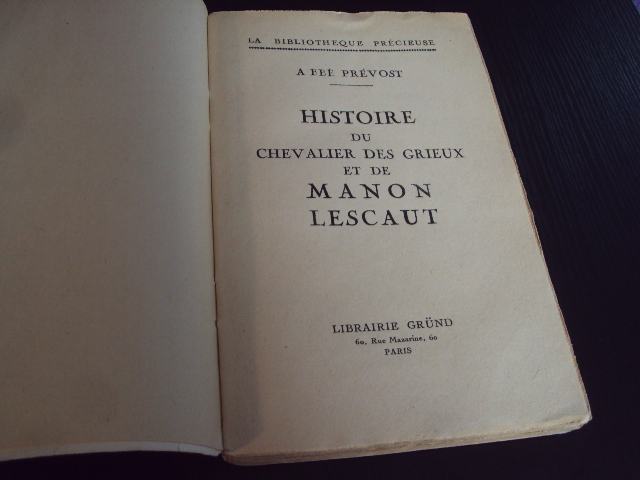 LA BIBLIOTHEQUE PRÉCIEUSE
ABBÉ PRÉVOST
HISTOIRE
DU
CHEVALIER DES GRIEUX
ET DE
MANON
LESCAUT
LIBRAIRIE GRÜND
60, Rue Mazarine, 60
PARIS